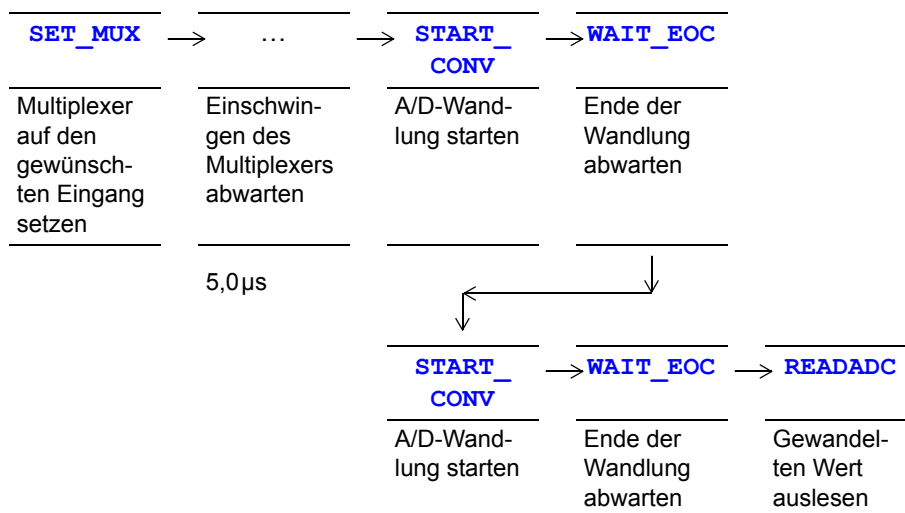 SET_MUX
…
START_
CONV
WAIT_EOC
Multiplexer
auf den
gewünsch-
ten Eingang
setzen
Einschwin-
gen des
Multiplexers
abwarten
A/D-Wand-
lung starten
Ende der
Wandlung
abwarten
5,0µs
START_
CONV
WAIT_EOC
READADC
A/D-Wand-
lung starten
Ende der
Wandlung
abwarten
Gewandel-
ten Wert
auslesen